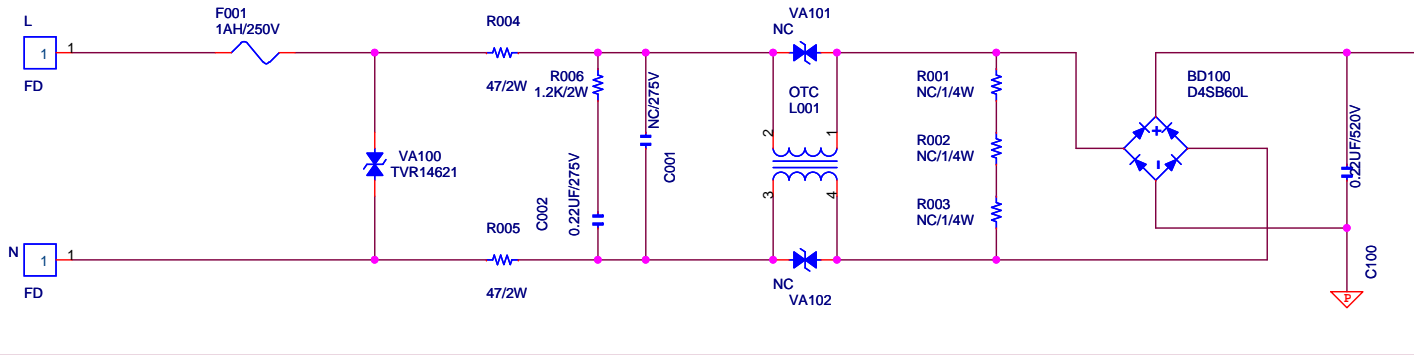 L
1
1
FD
F001
1AH/250V
R004
47/2W
R006
1.2K/2W
NC/275V
C001
C002
0.22UF/275V
VA100
TVR14621
R005
47/2W
N
1
1
FD
VA101
NC
OTC
L001
2
1
3
4
NC
VA102
R001
NC/1/4W
R002
NC/1/4W
R003
NC/1/4W
BD100
D4SB60L
+
-
0.22UF/520V
C100
P